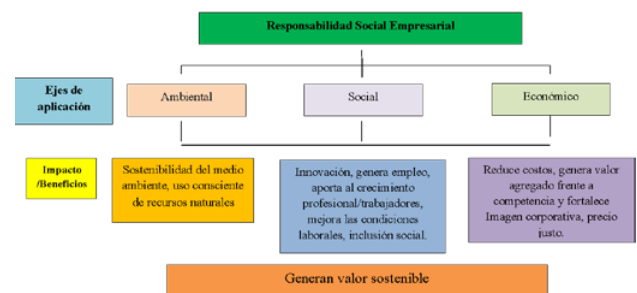 Responsabilidad Social Empresarial
Ejes de
aplicación
Ambiental
Social
Económico
Impacto
/Beneficios
Sostenibilidad del medio
ambiente, uso consciente
de recursos naturales
Innovación, genera empleo,
aporta al crecimiento
profesional/trabajadores,
mejora las condiciones
laborales, inclusión social.
Reduce costos, genera valor
agregado frente a
competencia y fortalece
Imagen corporativa, precio
justo.
Generan valor sostenible